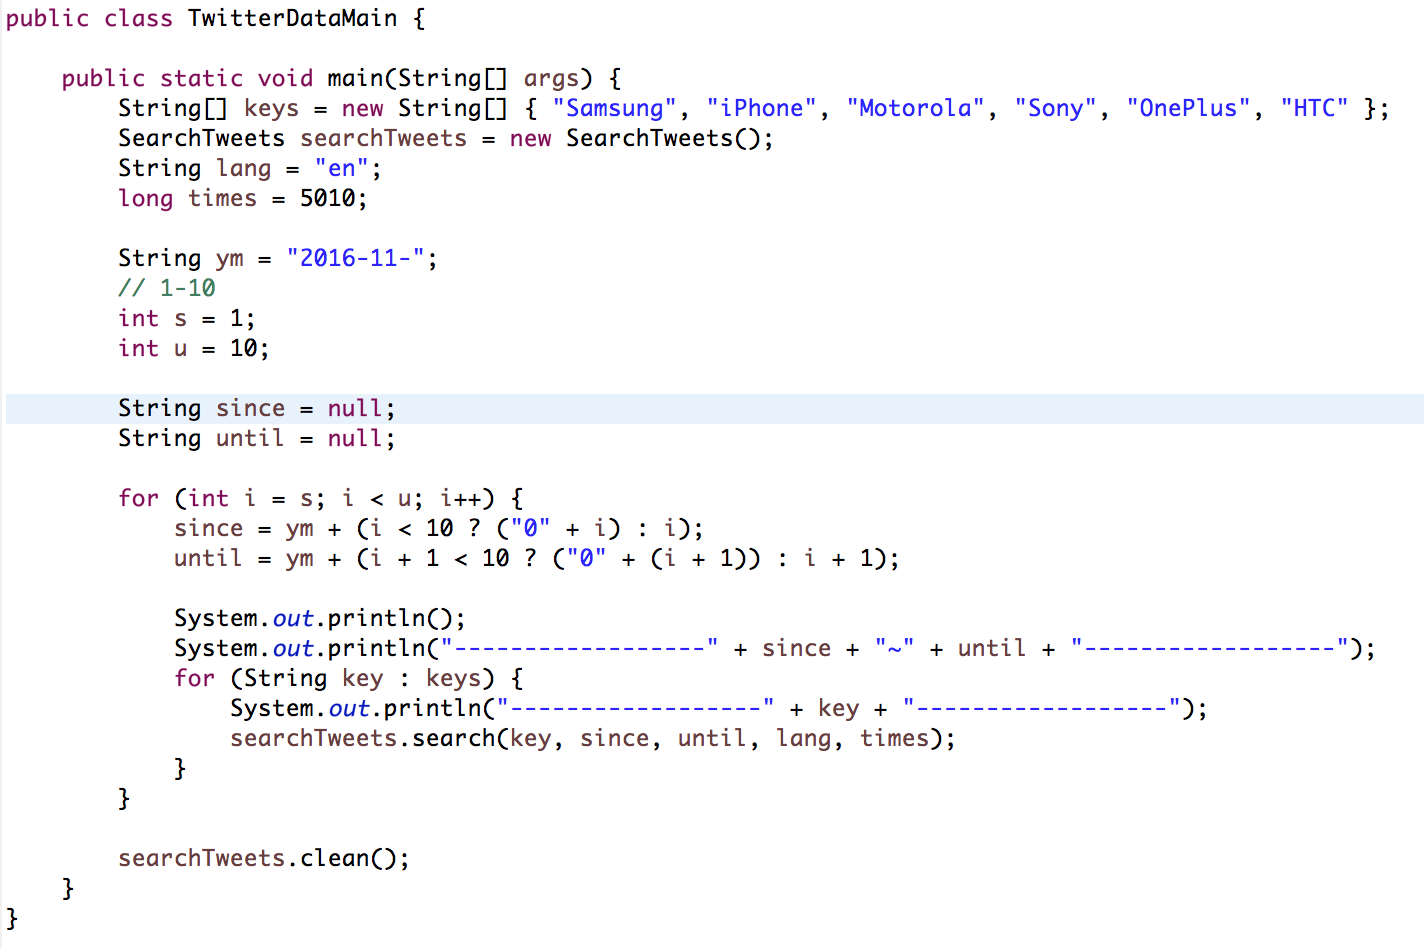 public class TwitterDataMain {
public static void main(String[] args) {
String[] keys = new String[] { "Samsung", "iPhone", "Motorola", "Sony", "OnePlus", "HTC" };
SearchTweets searchTweets = new SearchTweets();
String lang = "en";
long times = 5010;
String ym = "2016-11-";
// 1-10
int s = 1;
int u = 10;
String since = null;
String until = null;
for (int i = s; i < u; i++) {
since = ym + (i < 10 ? ("0" + i) : i);
until = ym + (i + 1 < 10 ? ("0" + (i + 1)) : i + 1);
System.out.println();
System.out.println("------------------" + since + "~" + until + "------------------");
for (String key : keys) {
System.out.println("------------------" + key + "------------------");
searchTweets.search(key, since, until, lang, times);
}
}
searchTweets.clean();
}
}